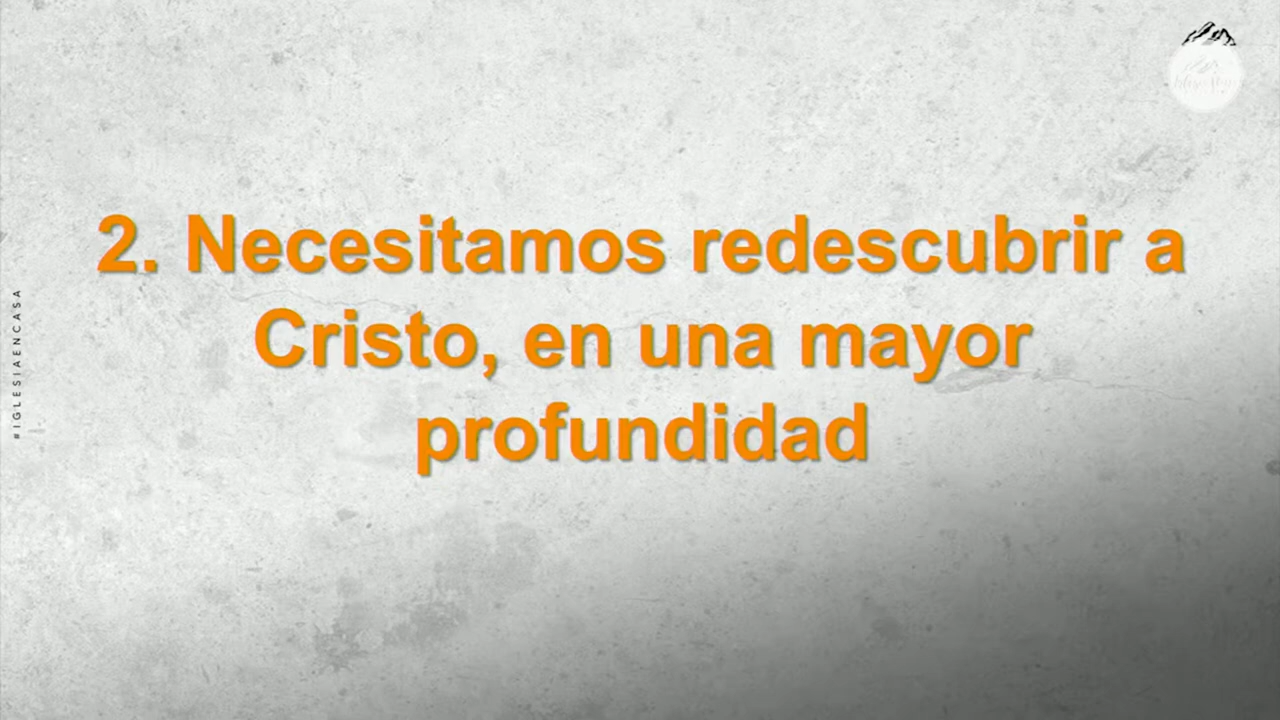 2. Necesitamos redescubrir a
Cristo, en una mayor
profundidad
#IGLESIAENCASA